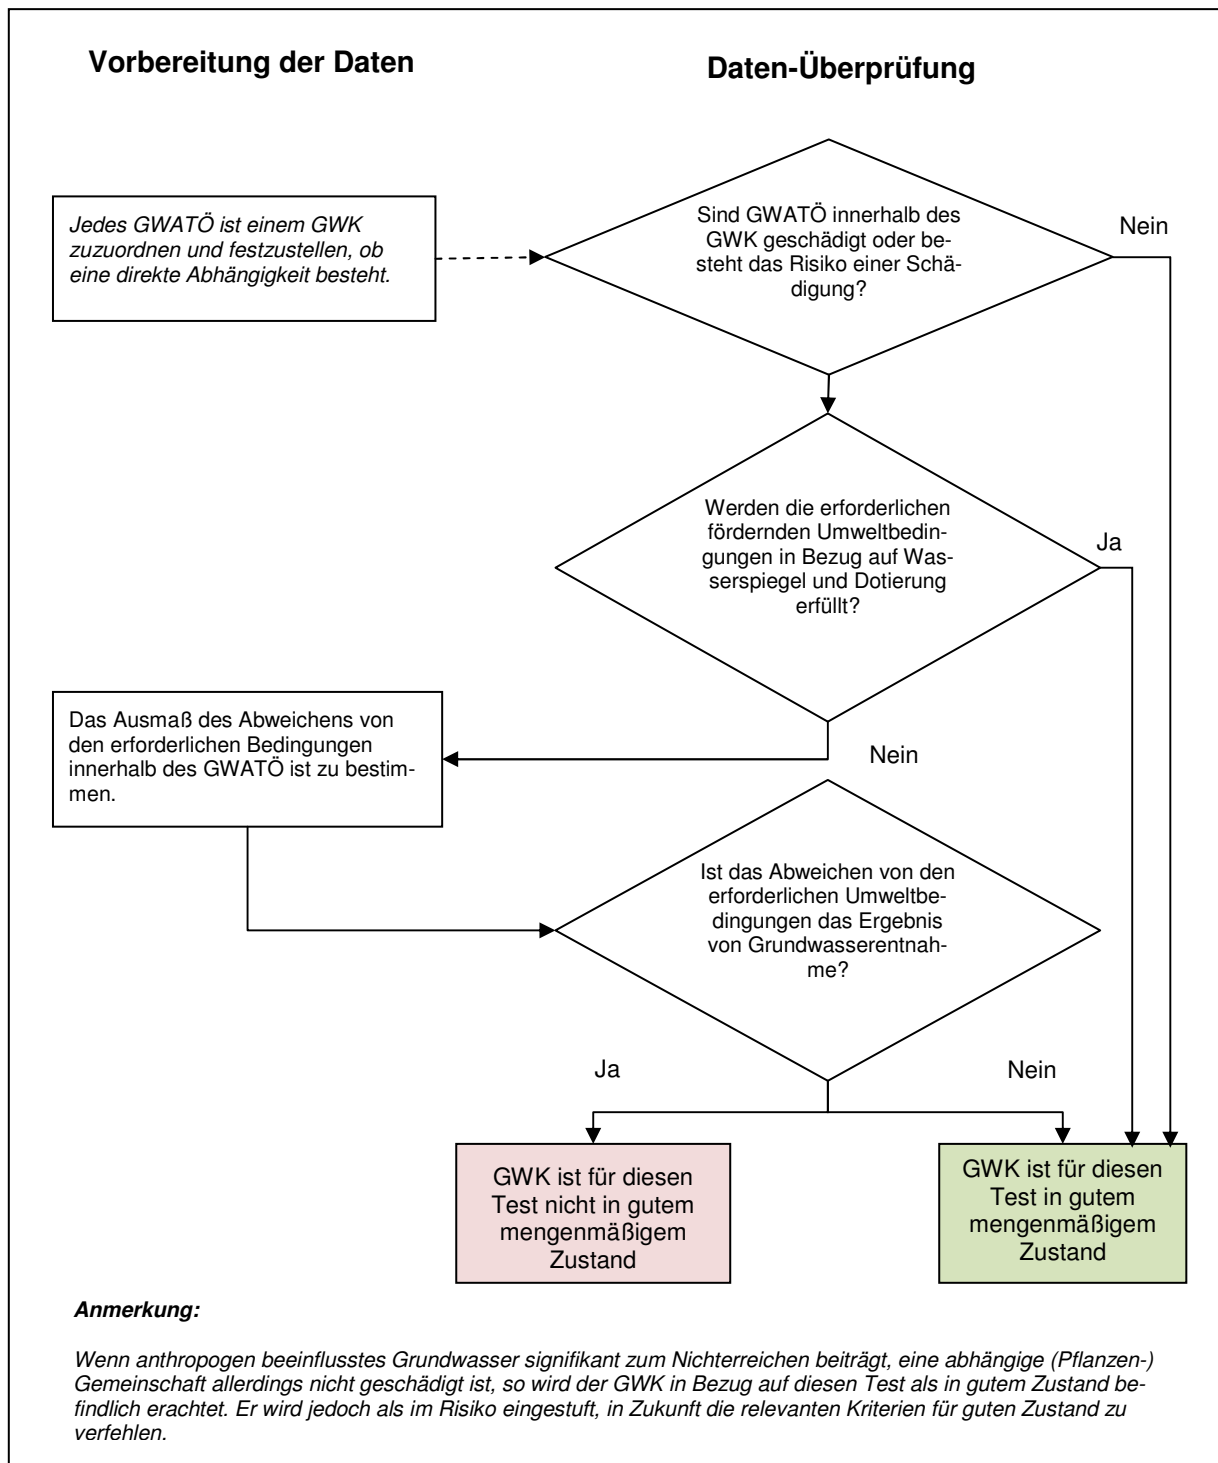 Vorbereitung der Daten
Daten-Überprüfung
Jedes GWATÖ ist einem GWK
zuzuordnen und festzustellen, ob
eine direkte Abhängigkeit besteht.
Sind GWATÖ innerhalb des
GWK geschädigt oder be-
steht das Risiko einer Schä-
digung?
Nein
Werden die erforderlichen
fördernden Umweltbedin-
gungen in Bezug auf Was-
serspiegel und Dotierung
erfüllt?
Ja
Das Ausmaß des Abweichens von
den erforderlichen Bedingungen
innerhalb des GWATÖ ist zu bestim-
men.
Nein
Ist das Abweichen von den
erforderlichen Umweltbe-
dingungen das Ergebnis
von Grundwasserentnah-
me?
Ja
Nein
GWK ist für diesen
Test nicht in gutem
mengenmäßigem
Zustand
GWK ist für diesen
Test in gutem
mengenmäßigem
Zustand
Anmerkung:
Wenn anthropogen beeinflusstes Grundwasser signifikant zum Nichterreichen beiträgt, eine abhängige (Pflanzen-)
Gemeinschaft allerdings nicht geschädigt ist, so wird der GWK in Bezug auf diesen Test als in gutem Zustand be-
findlich erachtet. Er wird jedoch als im Risiko eingestuft, in Zukunft die relevanten Kriterien für guten Zustand zu
verfehlen.